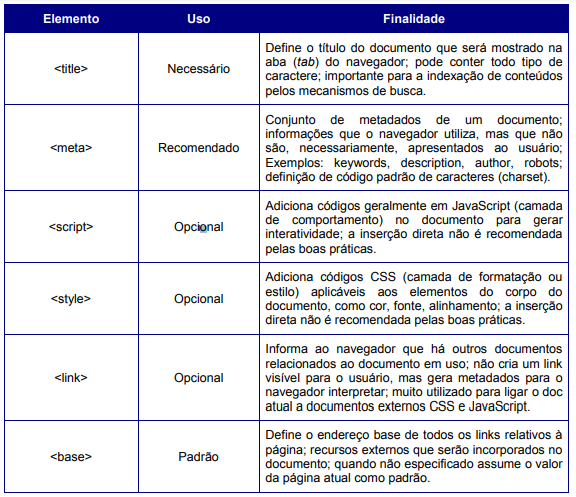 Elemento Uso Finalidade
<title> Necessário Define o título do documento que será mostrado na
aba (tab) do navegador; pode conter todo tipo de
caractere; importante para a indexação de conteúdos
pelos mecanismos de busca.
<meta> Recomendado Conjunto de metadados de um documento;
informações que o navegador utiliza, mas que não
são, necessariamente, apresentados ao usuário;
Exemplos: keywords, description, author, robots;
definição de código padrão de caracteres (charset).
<script> Opcional Adiciona códigos geralmente em JavaScript (camada
de comportamento) no documento para gerar
interatividade; a inserção direta não é recomendada
pelas boas práticas.
<style> Opcional Adiciona códigos CSS (camada de formatação ou
estilo) aplicáveis aos elementos do corpo do
documento, como cor, fonte, alinhamento; a inserção
direta não é recomendada pelas boas práticas.
<link> Opcional Informa ao navegador que há outros documentos
relacionados ao documento em uso; não cria um link
visível para o usuário, mas gera metadados para o
navegador interpretar; muito utilizado para ligar o doc
atual a documentos externos CSS e JavaScript.
<base> Padrão Define o endereço base de todos os links relativos à
página; recursos externos que serão incorporados no
documento; quando não especificado assume o valor
da página atual como padrão.